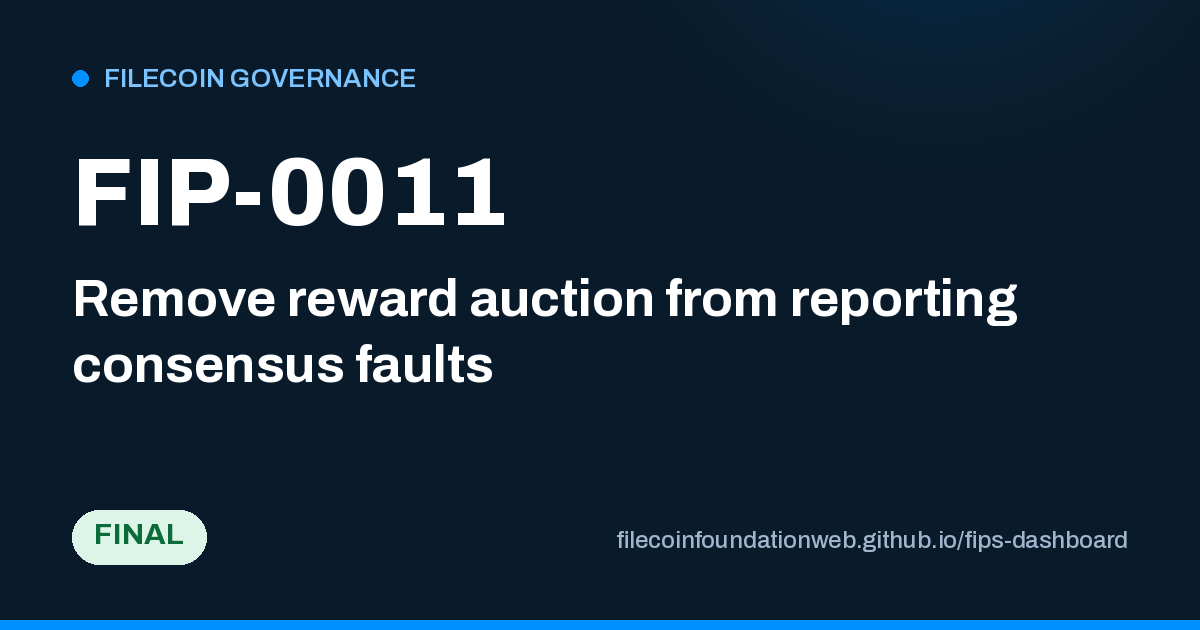 FILECOIN GOVERNANCE
FIP-0011
Remove reward auction from reporting
consensus faults
FINAL
filecoinfoundationweb.github.io/fips-dashboard